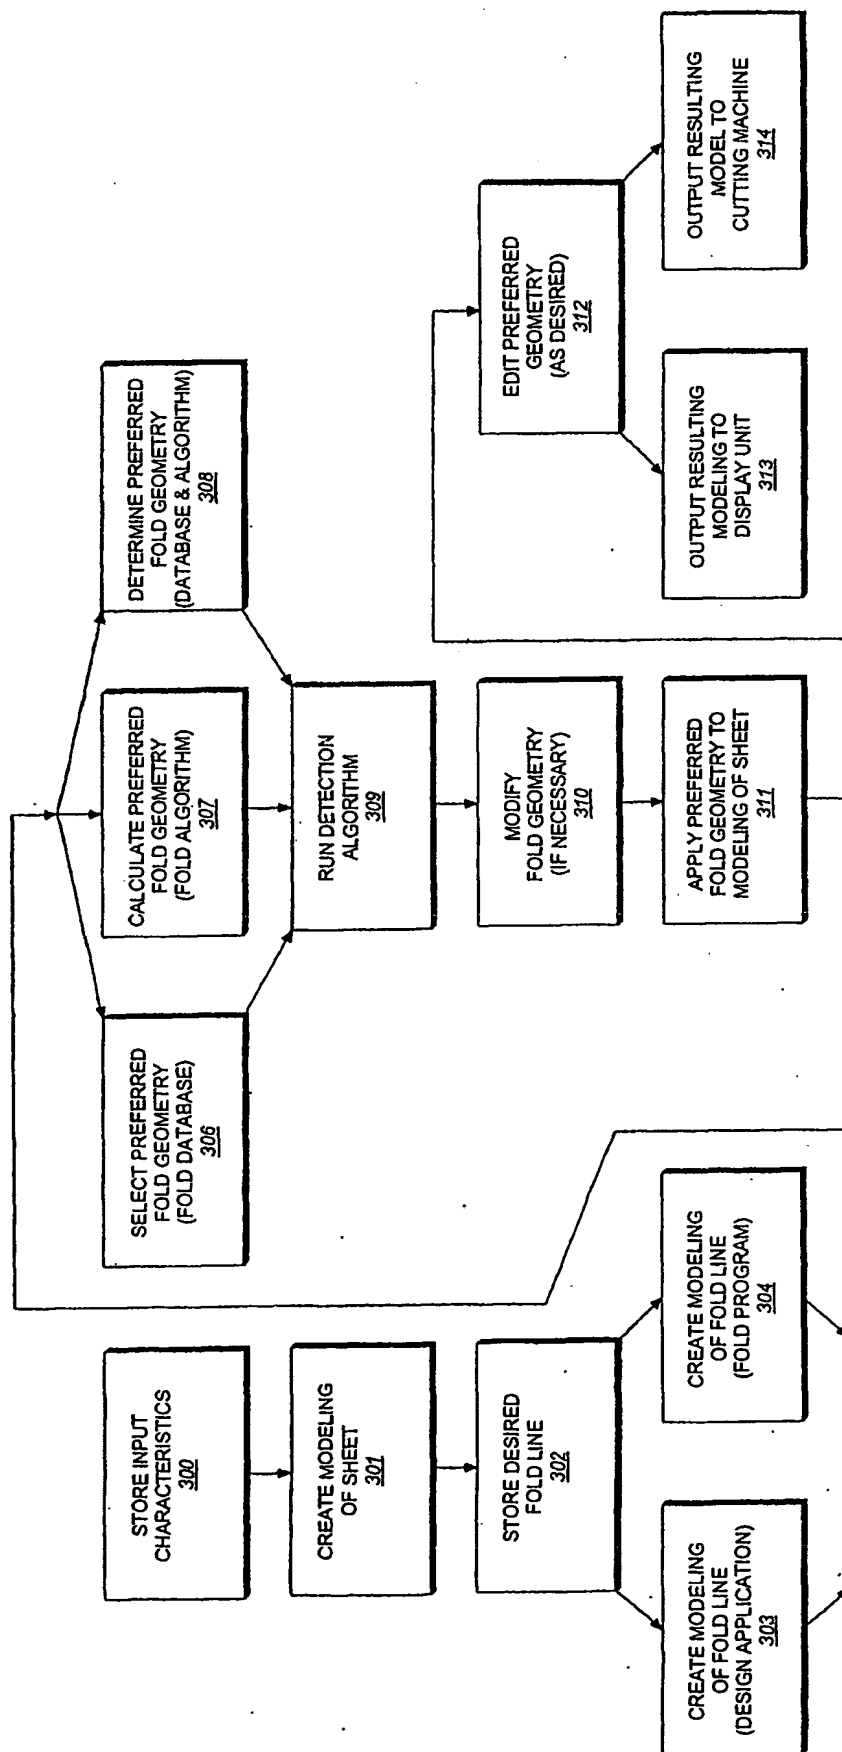 STORE INPUT
CHARACTERISTICS
300
CREATE MODELING
OF SHEET
301
STORE DESIRED
FOLD LINE
302
CREATE MODELING
OF FOLD LINE
(DESIGN APPLICATION)
303
CREATE MODELING
OF FOLD LINE
(FOLD PROGRAM)
304
SELECT PREFERRED
FOLD GEOMETRY
(FOLD DATABASE)
306
CALCULATE PREFERRED
FOLD GEOMETRY
(FOLD ALGORITHM)
307
DETERMINE PREFERRED
FOLD GEOMETRY
(DATABASE & ALGORITHM)
308
RUN DETECTION
ALGORITHM
309
MODIFY
FOLD GEOMETRY
(IF NECESSARY)
310
APPLY PREFERRED
FOLD GEOMETRY TO
MODELING OF SHEET
311
EDIT PREFERRED
GEOMETRY
(AS DESIRED)
312
OUTPUT RESULTING
MODELING TO
DISPLAY UNIT
313
OUTPUT RESULTING
MODEL TO
CUTTING MACHINE
314